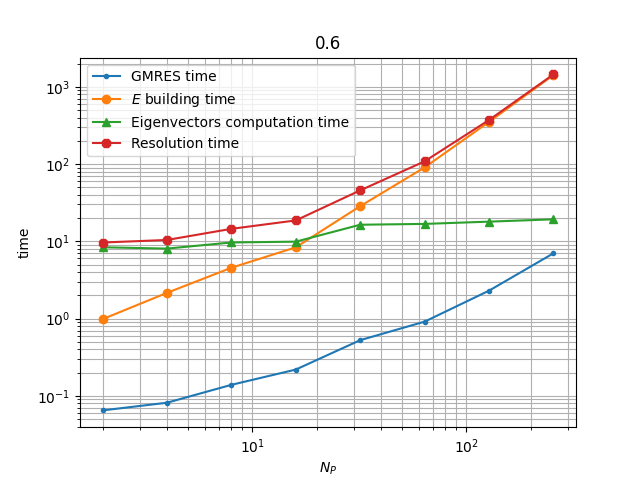 0.6
GMRES time
E building time
Eigenvectors computation time
Resolution time
10³
10²
10¹
10⁰
10⁻¹
time
10¹ 10²
N_P